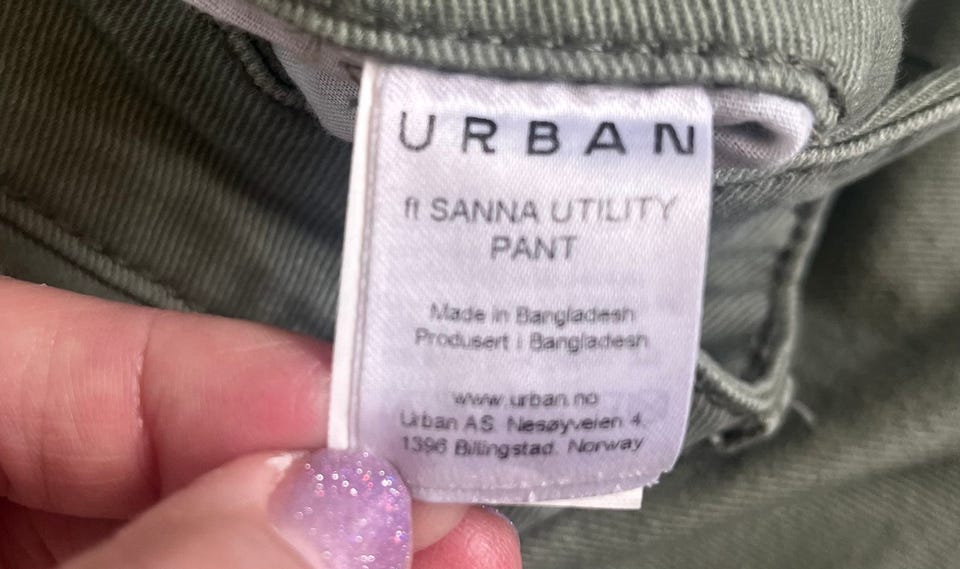 URBAN
ft SANNA UTILITY
PANT
Made in Bangladesh
Produsert i Bangladesh
www.urban.no
Urban AS. Nesøyveien 4.
1396 Billingstad. Norway